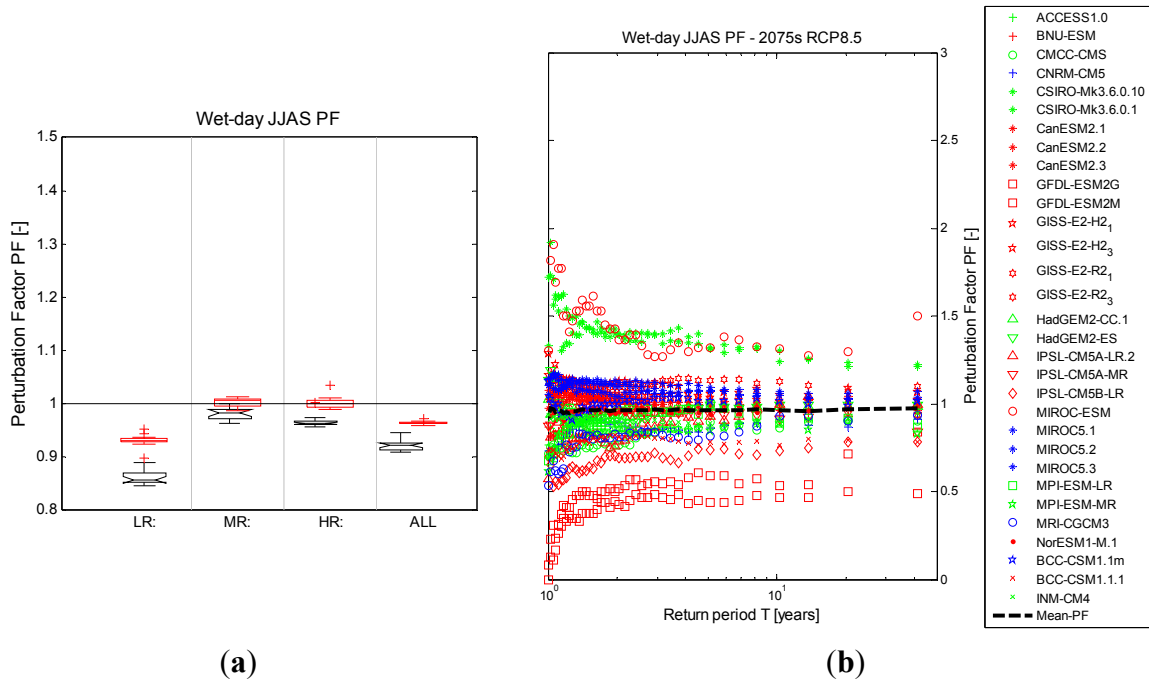 Wet-day JJAS PF
Perturbation Factor PF [-]
1.5
1.4
1.3
1.2
1.1
1
0.9
0.8
LR:
MR:
HR:
ALL
(a)
Wet-day JJAS PF - 2075s RCP8.5
Perturbation Factor PF [-]
3
2.5
2
1.5
1
0.5
0
10^0
10^1
Return period T [years]
(b)
ACCESS1.0
BNU-ESM
CMCC-CMS
CNRM-CM5
CSIRO-Mk3.6.0.10
CSIRO-Mk3.6.0.1
CanESM2.1
CanESM2.2
CanESM2.3
GFDL-ESM2G
GFDL-ESM2M
GISS-E2-H2_1
GISS-E2-H2_3
GISS-E2-R2_1
GISS-E2-R2_3
HadGEM2-CC.1
HadGEM2-ES
IPSL-CM5A-LR.2
IPSL-CM5A-MR
IPSL-CM5B-LR
MIROC-ESM
MIROC5.1
MIROC5.2
MIROC5.3
MPI-ESM-LR
MPI-ESM-MR
MRI-CGCM3
NorESM1-M.1
BCC-CSM1.1m
BCC-CSM1.1.1
INM-CM4
Mean-PF